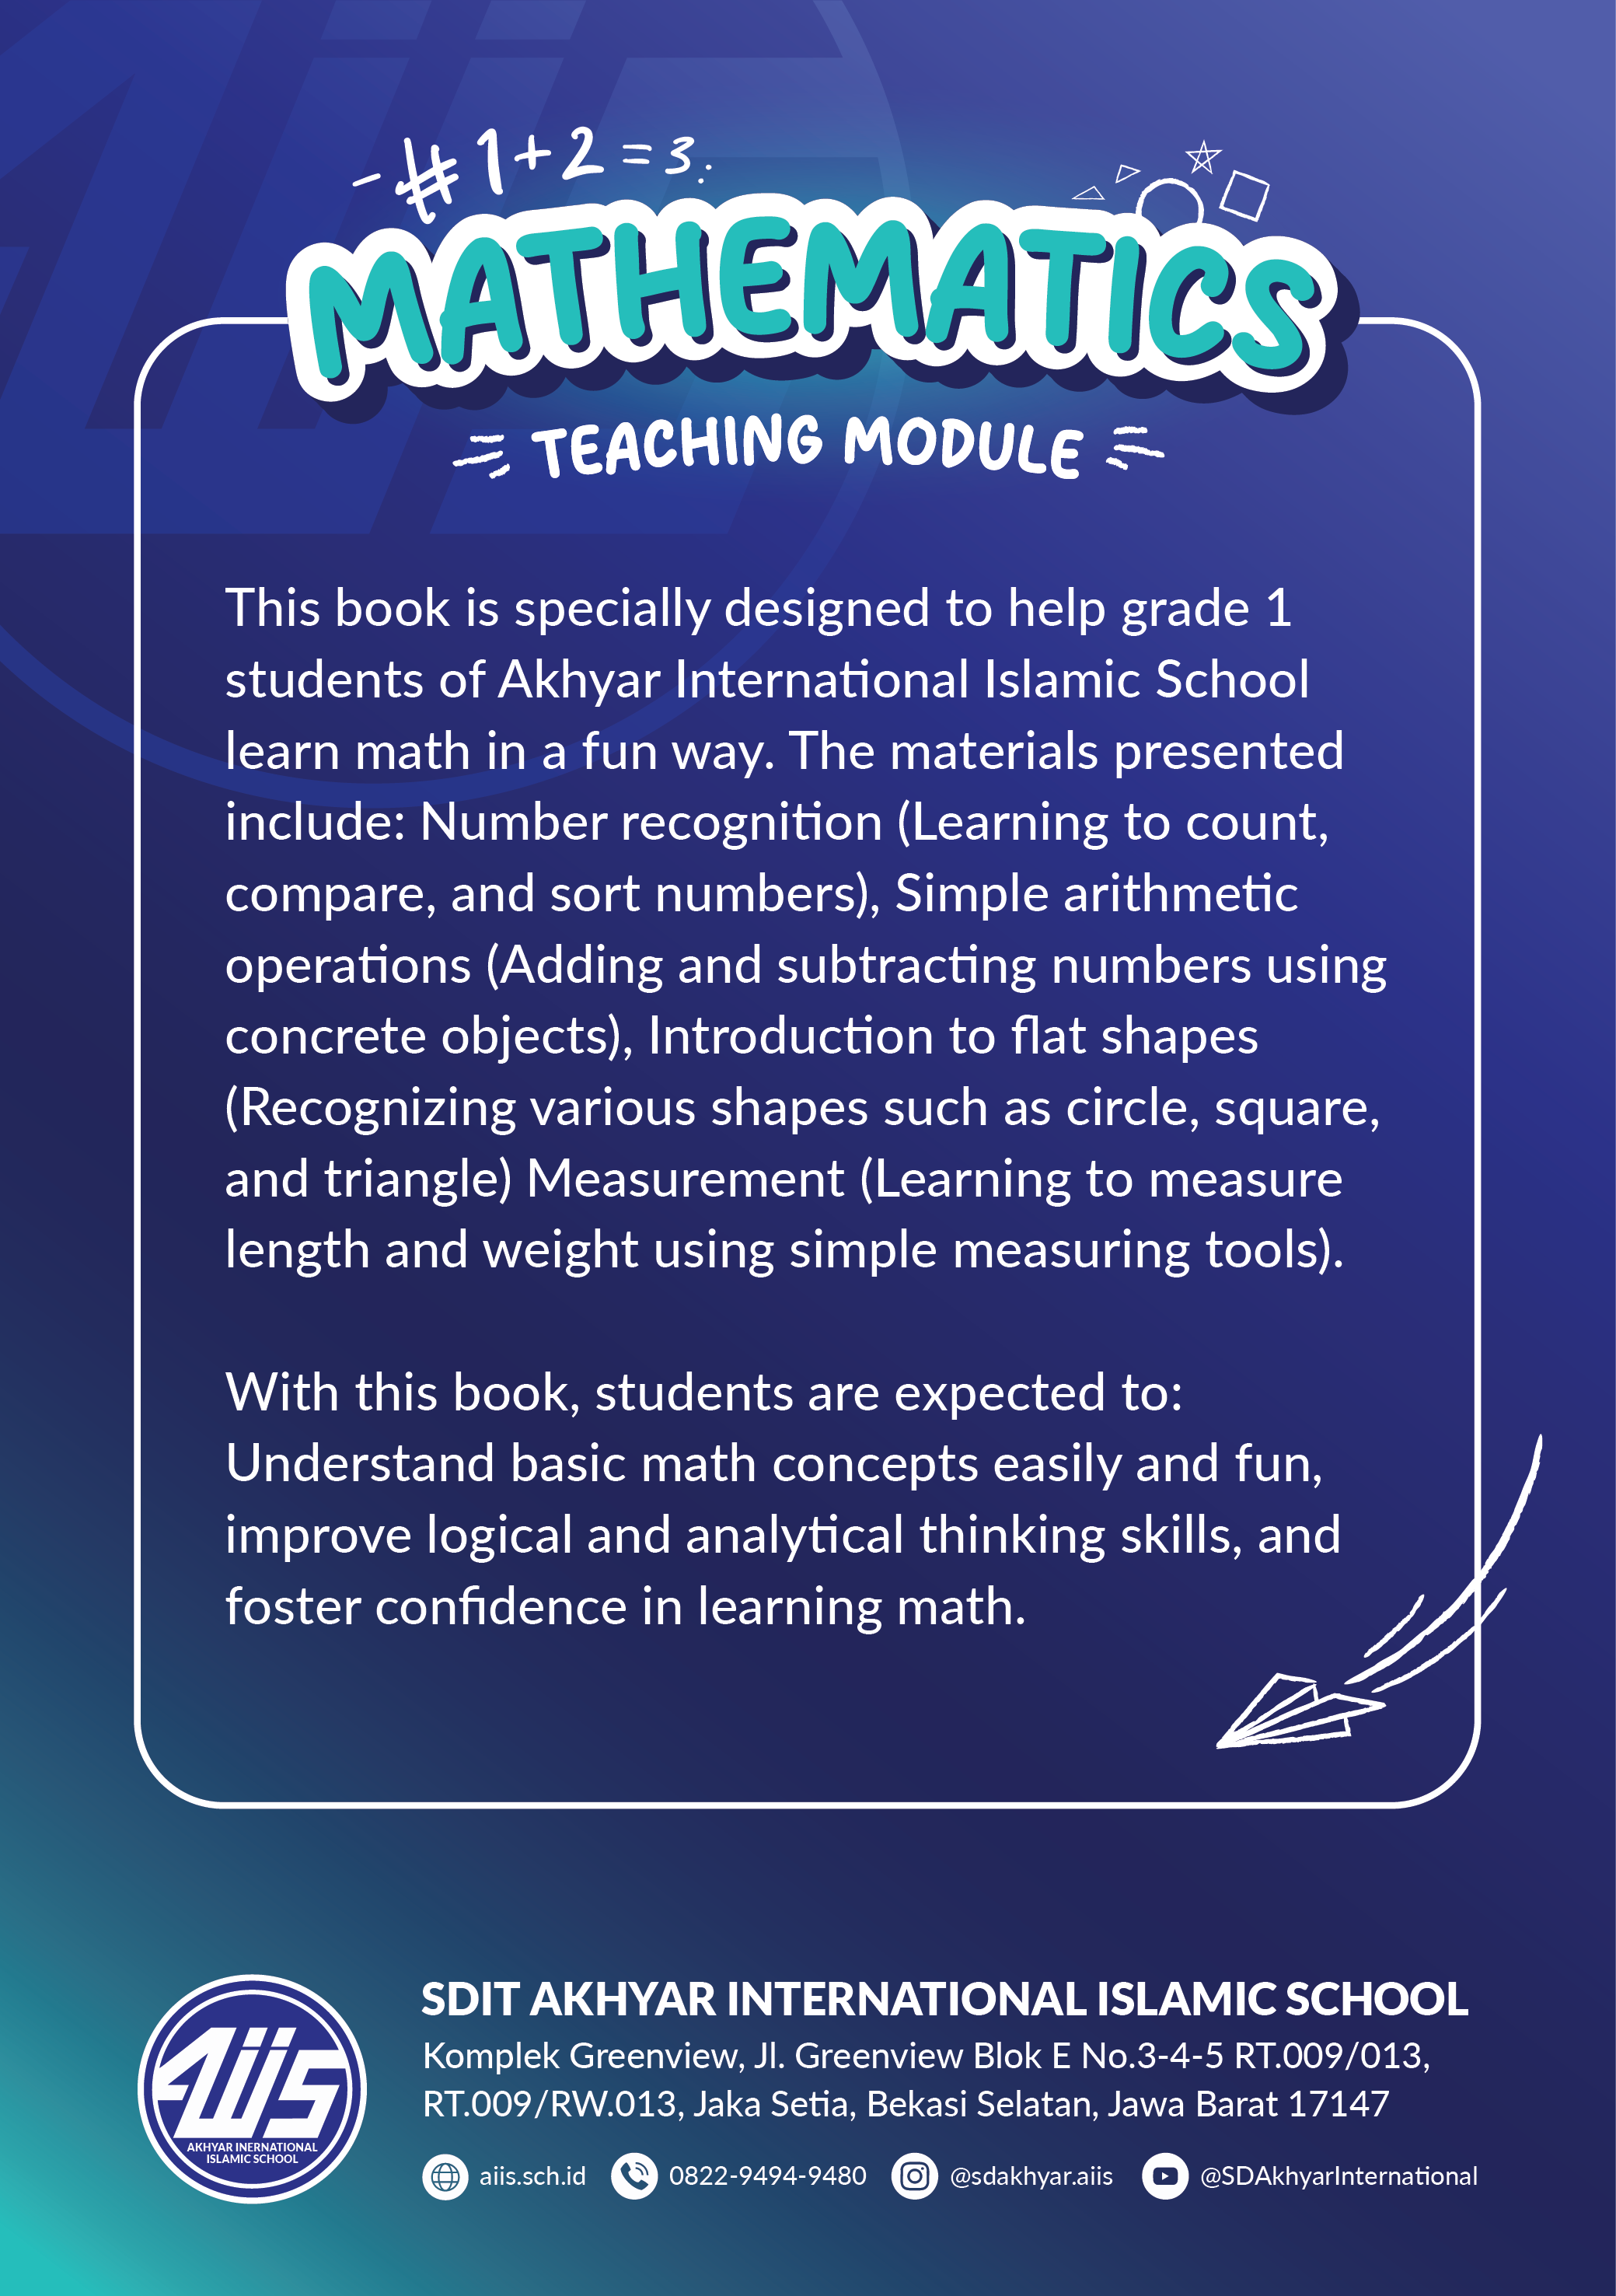 - # 1 + 2 = 3 :
MATHEMATICS
TEACHING MODULE
This book is specially designed to help grade 1
students of Akhyar International Islamic School
learn math in a fun way. The materials presented
include: Number recognition (Learning to count,
compare, and sort numbers), Simple arithmetic
operations (Adding and subtracting numbers using
concrete objects), Introduction to flat shapes
(Recognizing various shapes such as circle, square,
and triangle) Measurement (Learning to measure
length and weight using simple measuring tools).
With this book, students are expected to:
Understand basic math concepts easily and fun,
improve logical and analytical thinking skills, and
foster confidence in learning math.
AIIS
AKHYAR INERNATIONAL
ISLAMIC SCHOOL
SDIT AKHYAR INTERNATIONAL ISLAMIC SCHOOL
Komplek Greenview, Jl. Greenview Blok E No.3-4-5 RT.009/013,
RT.009/RW.013, Jaka Setia, Bekasi Selatan, Jawa Barat 17147
aiis.sch.id 0822-9494-9480 @sdakhyar.aiis @SDAkhyarInternational